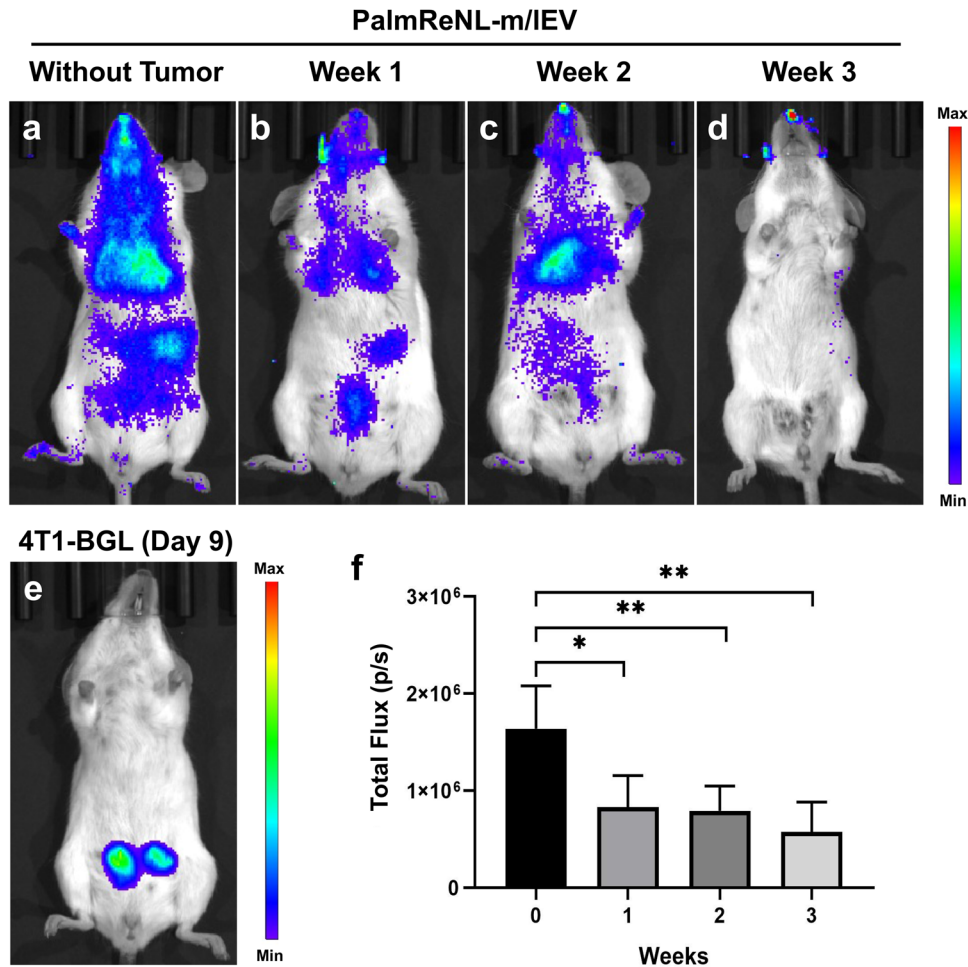 PalmReNL-m/lEV
Without Tumor Week 1 Week 2 Week 3
a b c d
Max
Min
4T1-BGL (Day 9)
e
Max
Min
f
** 
**
*
3×10⁶
2×10⁶
1×10⁶
0
Total Flux (p/s)
0 1 2 3
Weeks